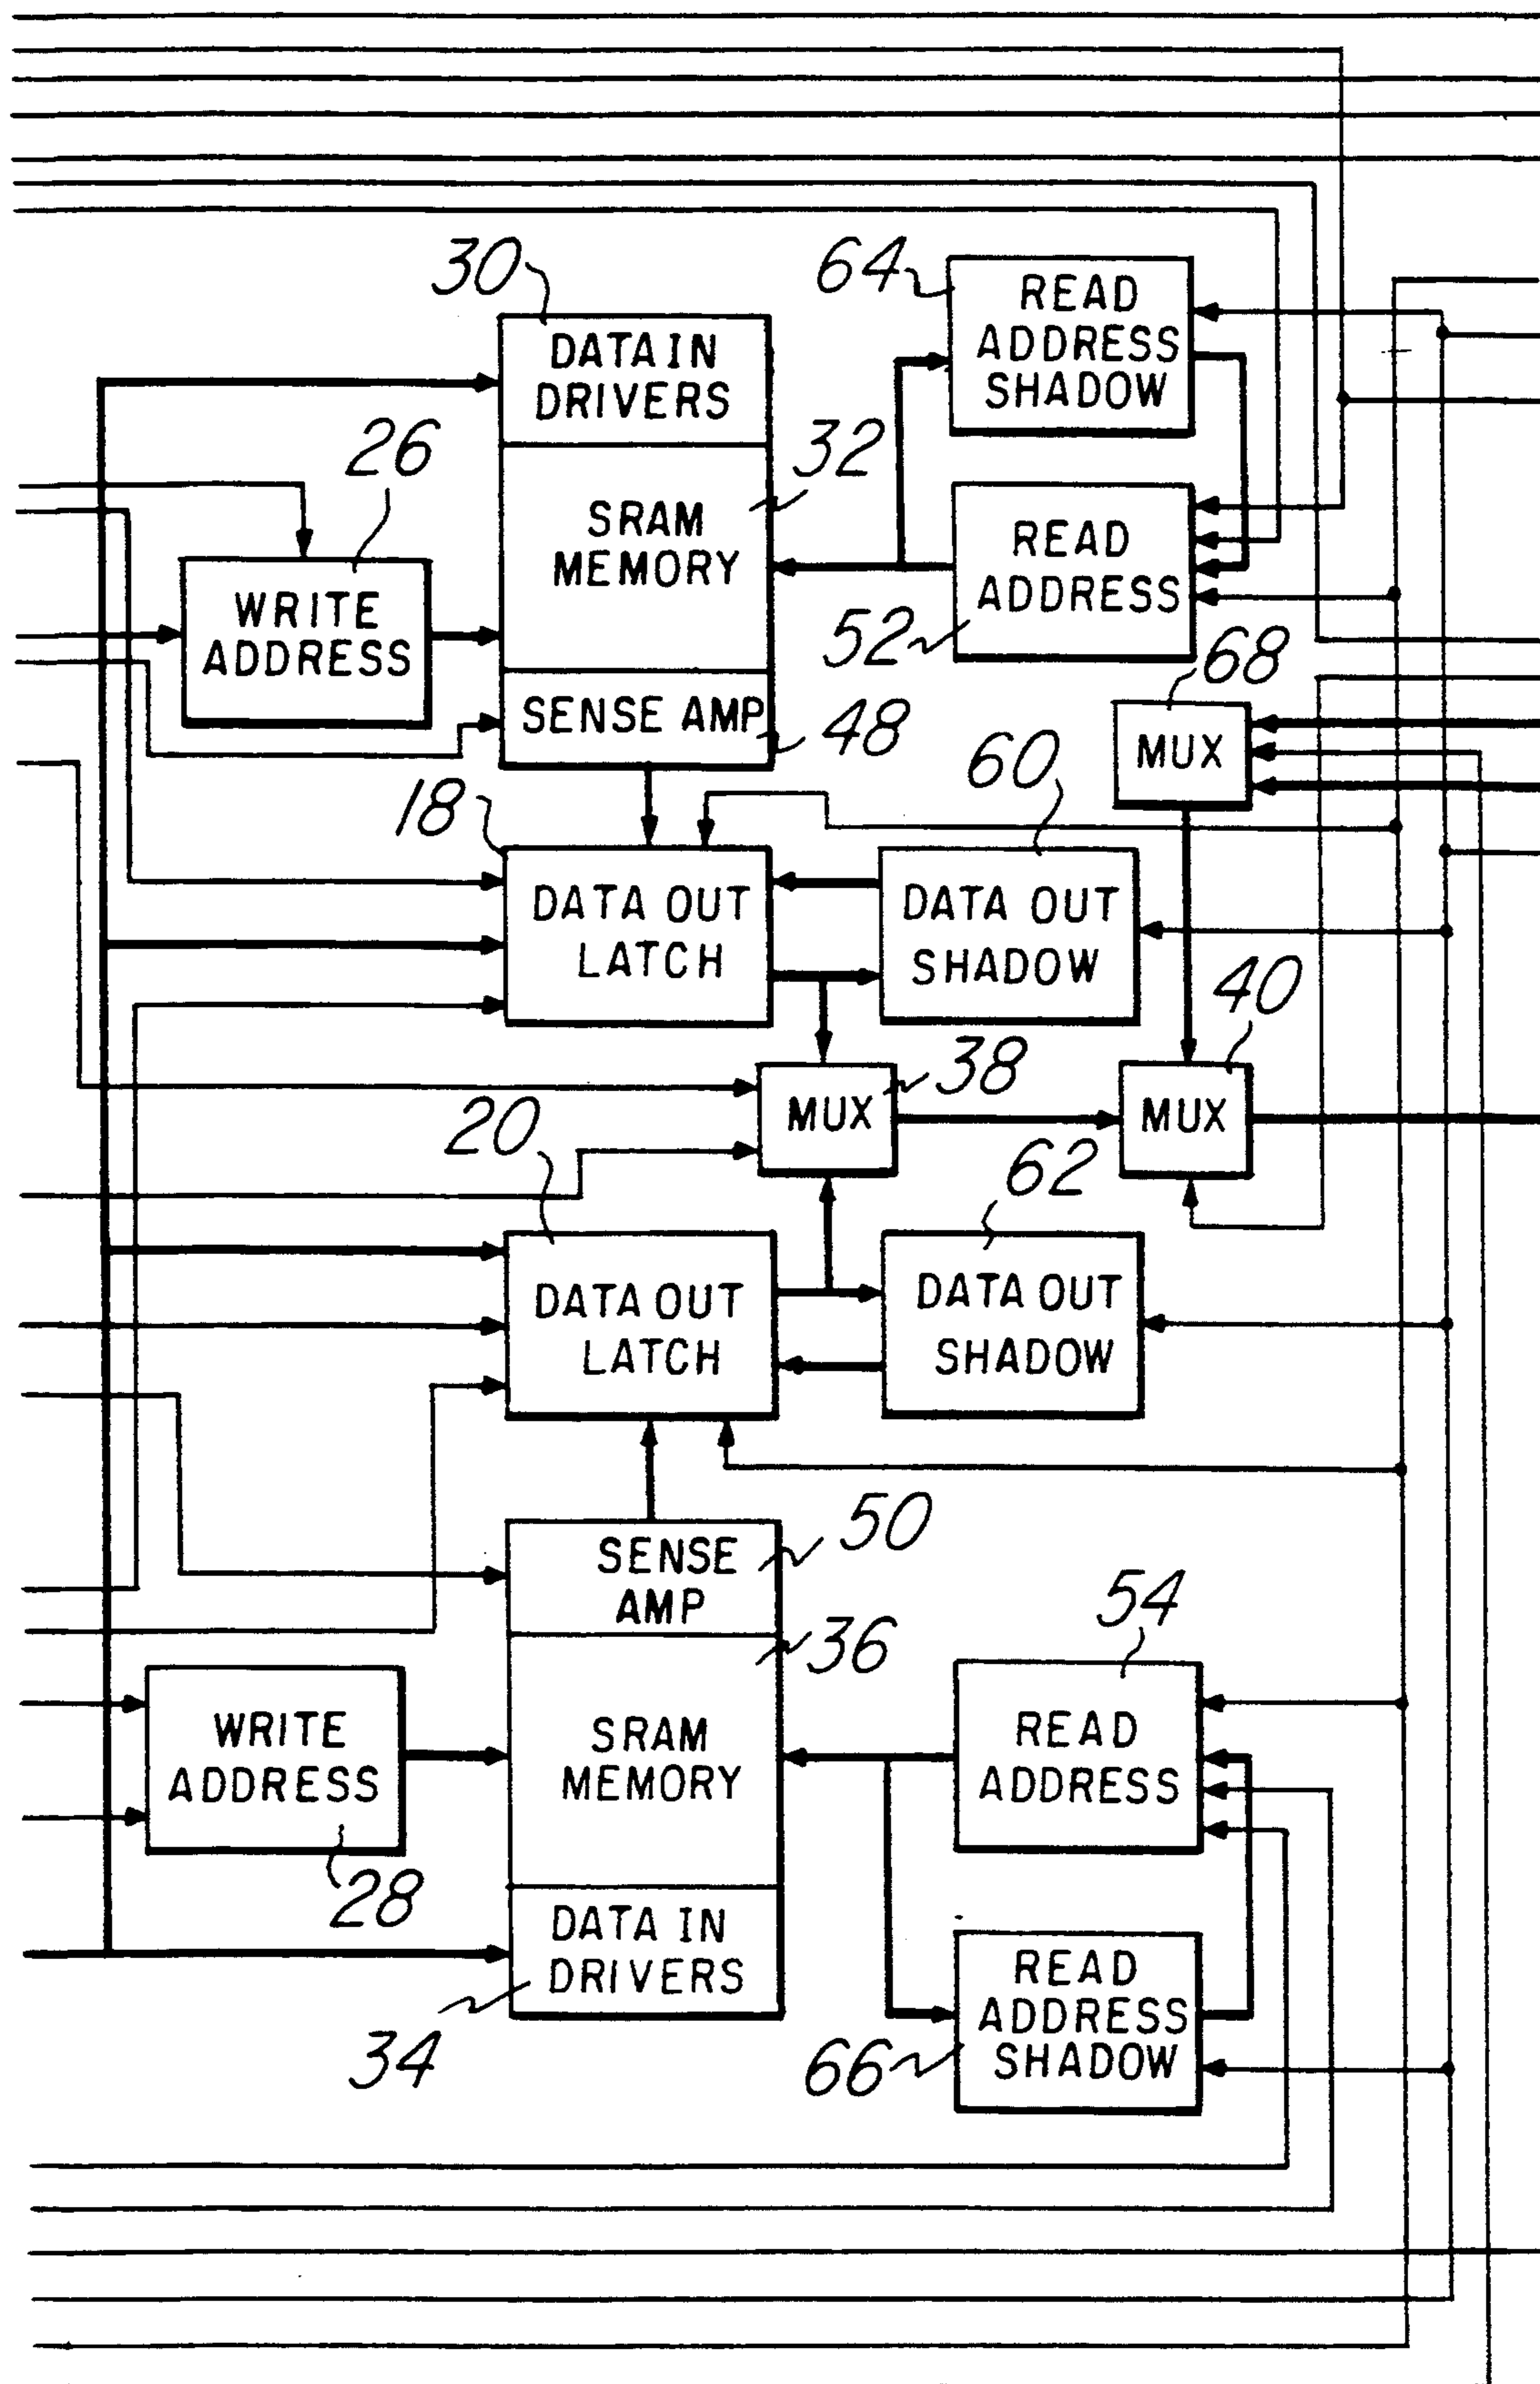 30
64
READ
ADDRESS
SHADOW
DATA IN
DRIVERS
26
32
SRAM
MEMORY
READ
ADDRESS
52
WRITE
ADDRESS
68
SENSE AMP
48
MUX
60
18
DATA OUT
LATCH
DATA OUT
SHADOW
40
38
MUX
MUX
20
62
DATA OUT
LATCH
DATA OUT
SHADOW
50
SENSE
AMP
54
36
READ
ADDRESS
WRITE
ADDRESS
SRAM
MEMORY
28
DATA IN
DRIVERS
READ
ADDRESS
SHADOW
34
66